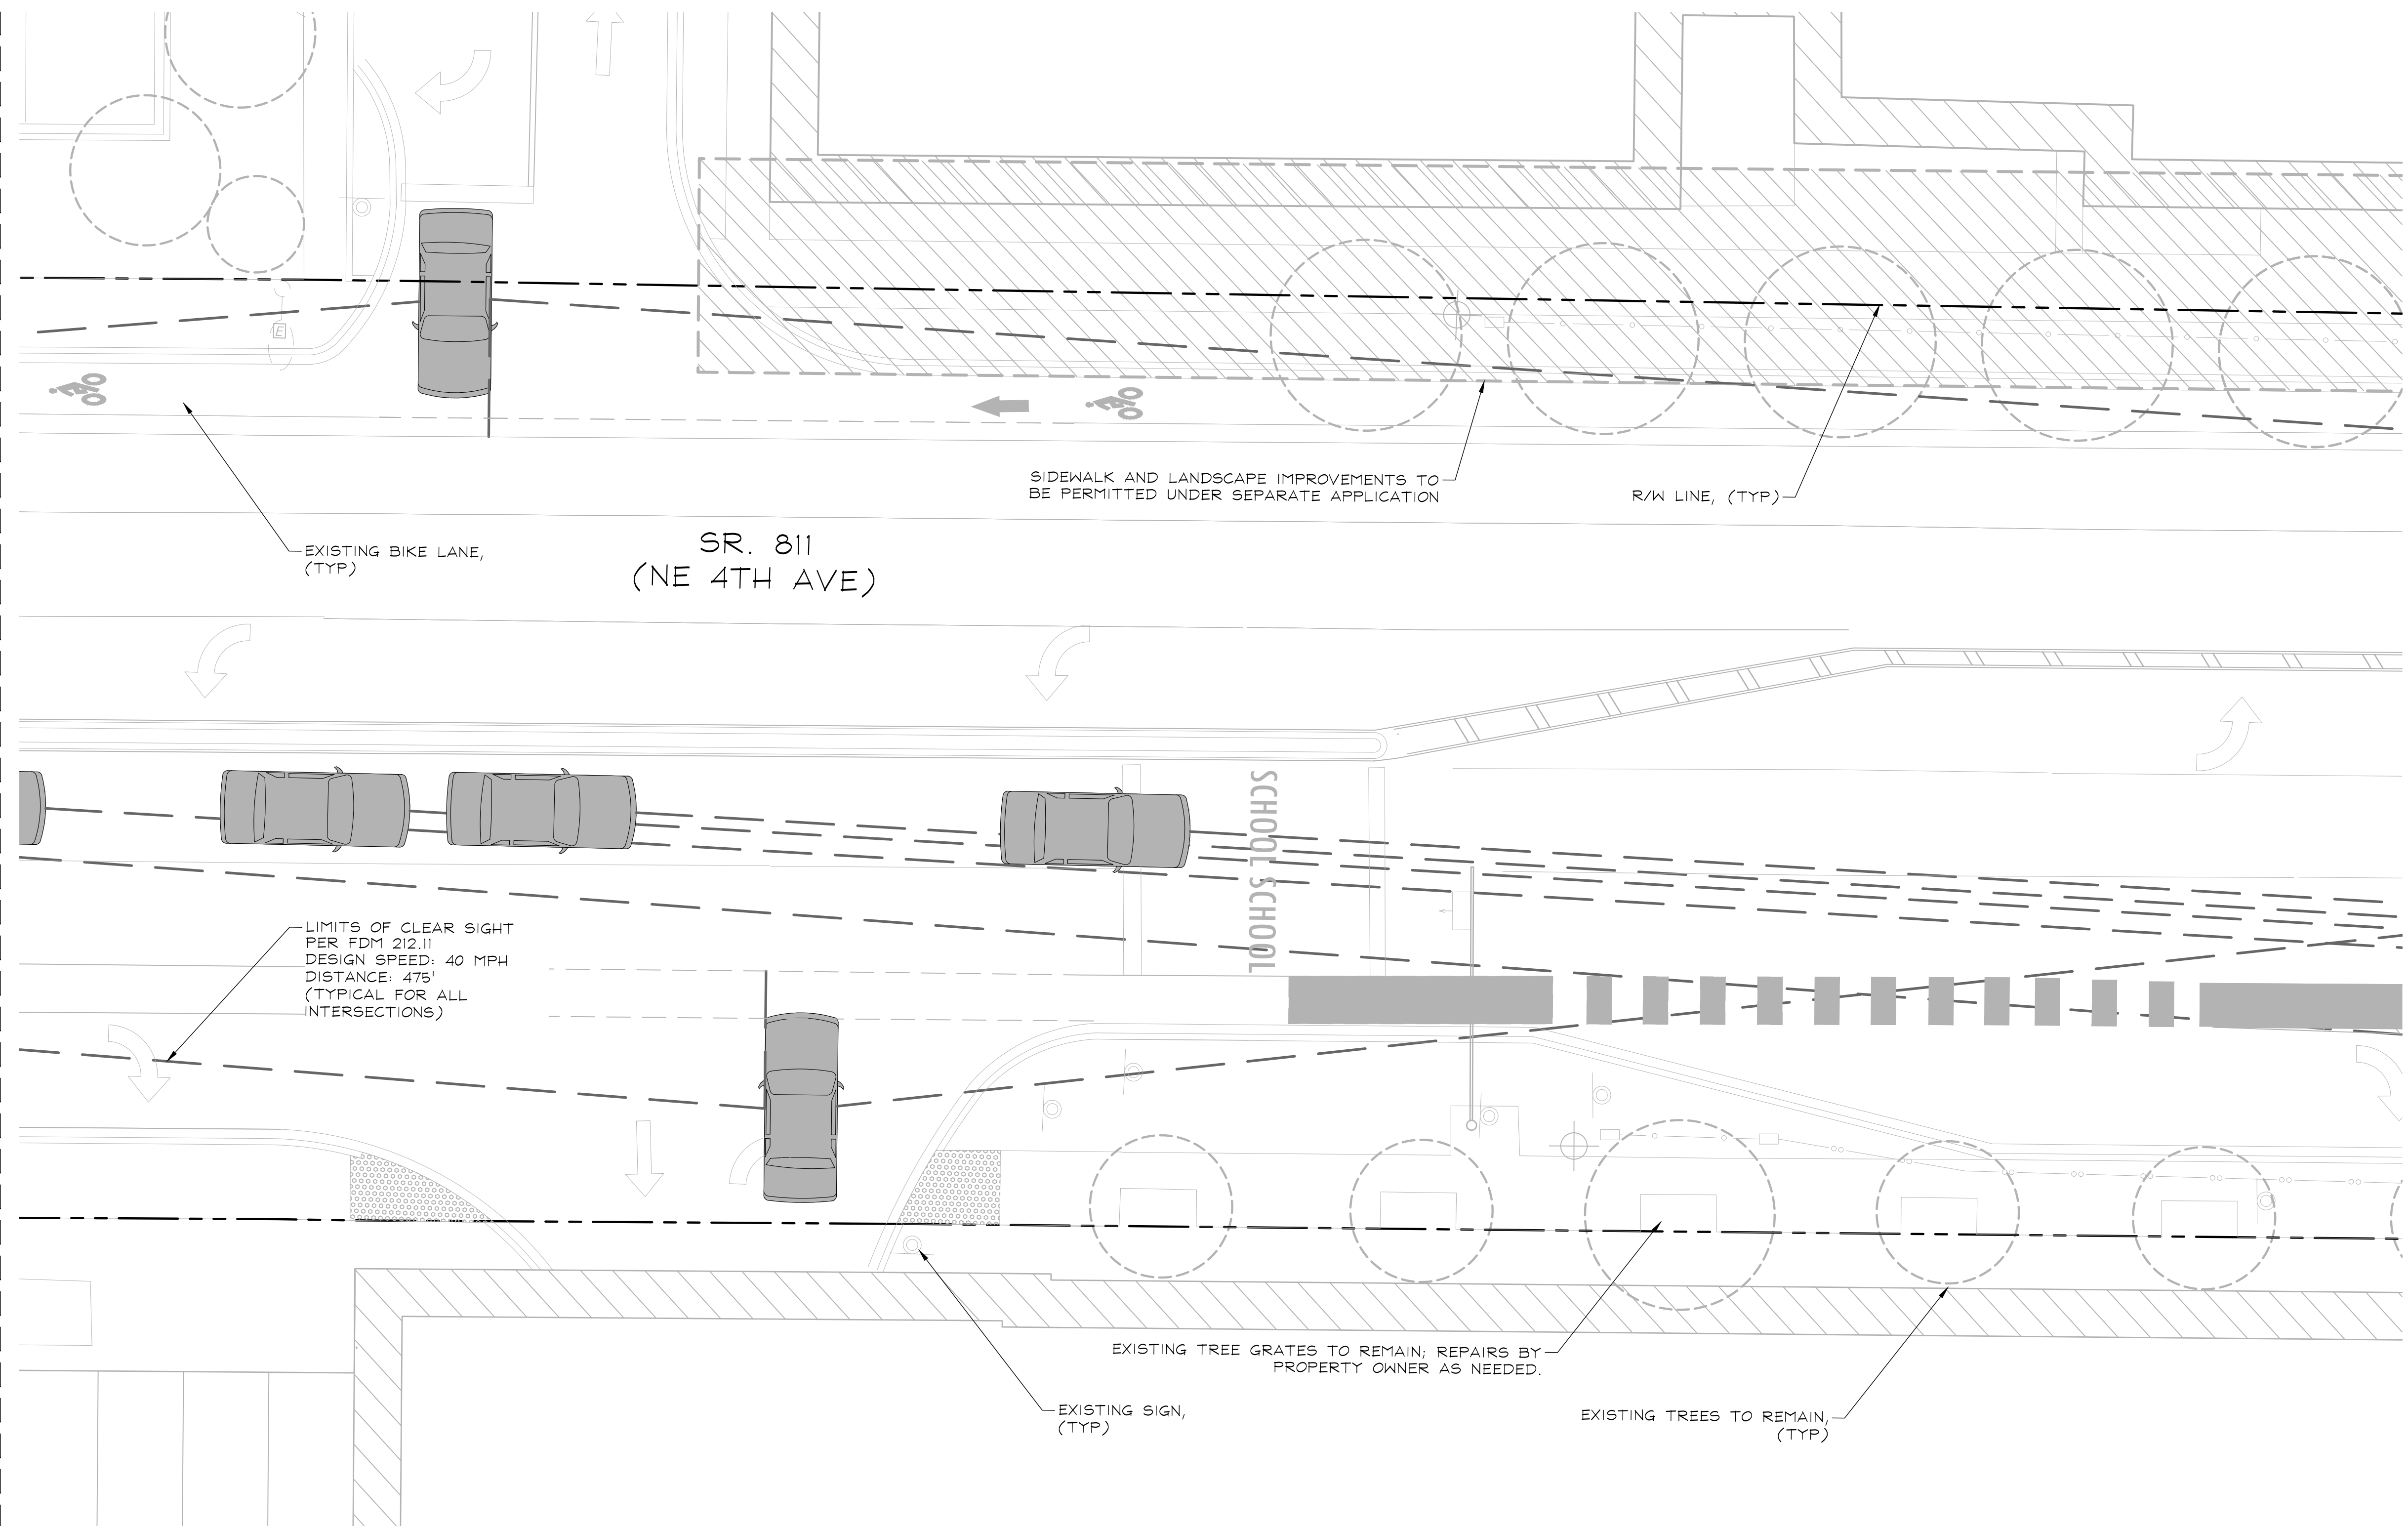 E
SIDEWALK AND LANDSCAPE IMPROVEMENTS TO
BE PERMITTED UNDER SEPARATE APPLICATION
R/W LINE, (TYP)
EXISTING BIKE LANE,
(TYP)
SR. 811
(NE 4TH AVE)
SCHOOL
SCHOOL
LIMITS OF CLEAR SIGHT
PER FDM 212.11
DESIGN SPEED: 40 MPH
DISTANCE: 475'
(TYPICAL FOR ALL
INTERSECTIONS)
EXISTING TREE GRATES TO REMAIN; REPAIRS BY
PROPERTY OWNER AS NEEDED.
EXISTING SIGN,
(TYP)
EXISTING TREES TO REMAIN,
(TYP)